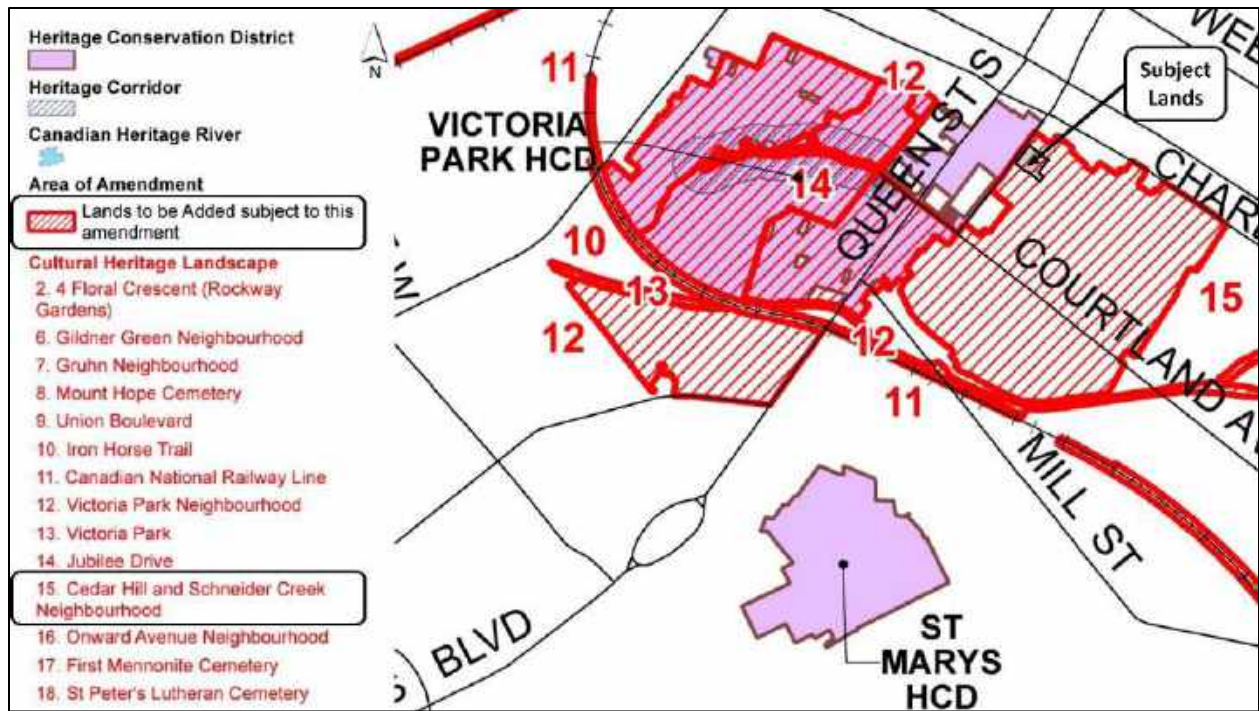 Heritage Conservation District
Heritage Corridor
Canadian Heritage River
Area of Amendment
Lands to be Added subject to this
amendment
Cultural Heritage Landscape
2. 4 Floral Crescent (Rockway
Gardens)
6. Gildner Green Neighbourhood
7. Gruhn Neighbourhood
8. Mount Hope Cemetery
9. Union Boulevard
10. Iron Horse Trail
11. Canadian National Railway Line
12. Victoria Park Neighbourhood
13. Victoria Park
14. Jubilee Drive
15. Cedar Hill and Schneider Creek
Neighbourhood
16. Onward Avenue Neighbourhood
17. First Mennonite Cemetery
18. St Peter's Lutheran Cemetery
N
11
VICTORIA
PARK HCD
12
QUEEN ST S
Subject
Lands
14
10
13
12
12
11
15
COURTLAND A
MILL ST
BLVD
ST
MARYS
HCD